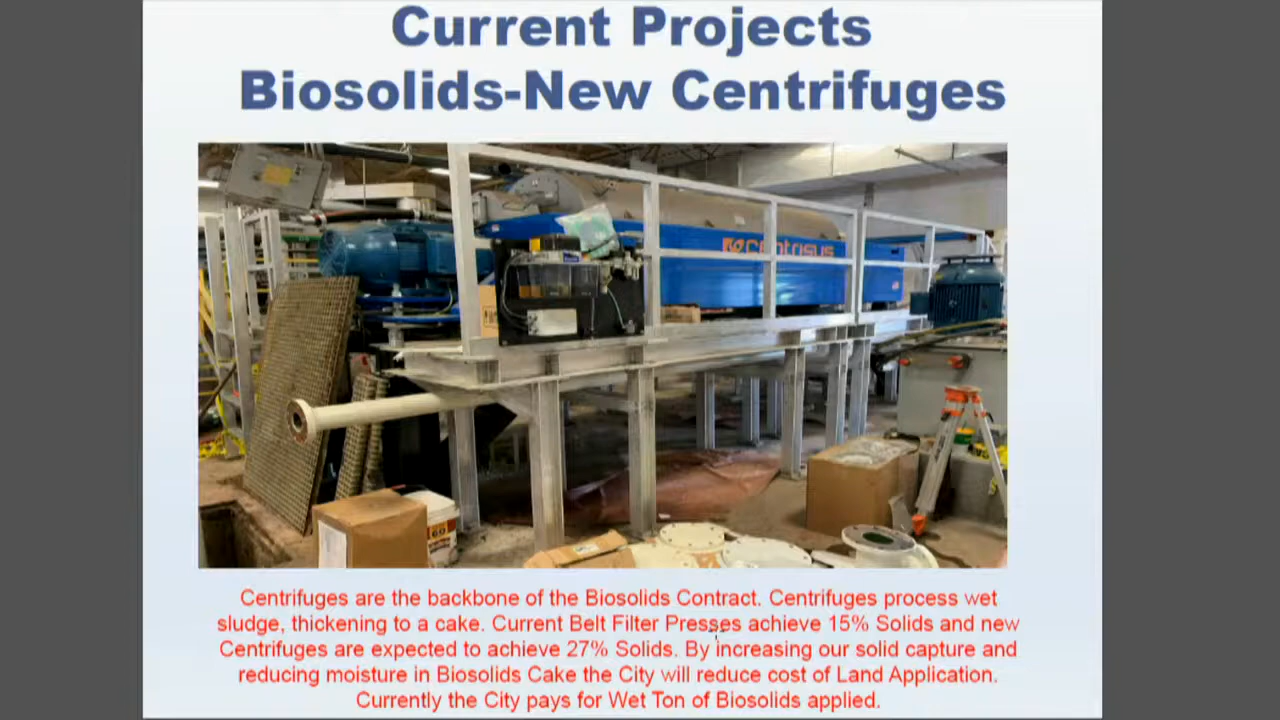 Current Projects
Biosolids-New Centrifuges
centrisys
Centrifuges are the backbone of the Biosolids Contract. Centrifuges process wet
sludge, thickening to a cake. Current Belt Filter Presses achieve 15% Solids and new
Centrifuges are expected to achieve 27% Solids. By increasing our solid capture and
reducing moisture in Biosolids Cake the City will reduce cost of Land Application.
Currently the City pays for Wet Ton of Biosolids applied.